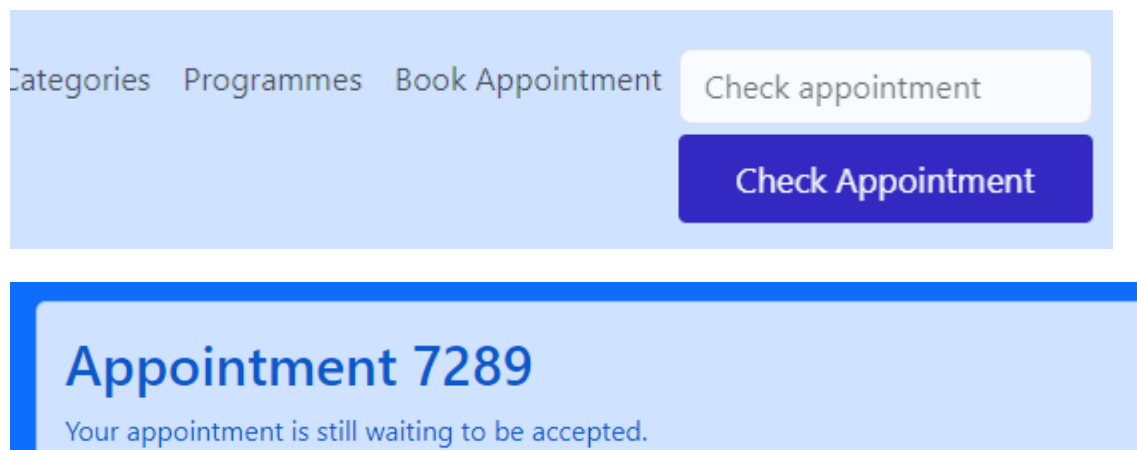 Categories Programmes Book Appointment Check appointment
Check Appointment
Appointment 7289
Your appointment is still waiting to be accepted.